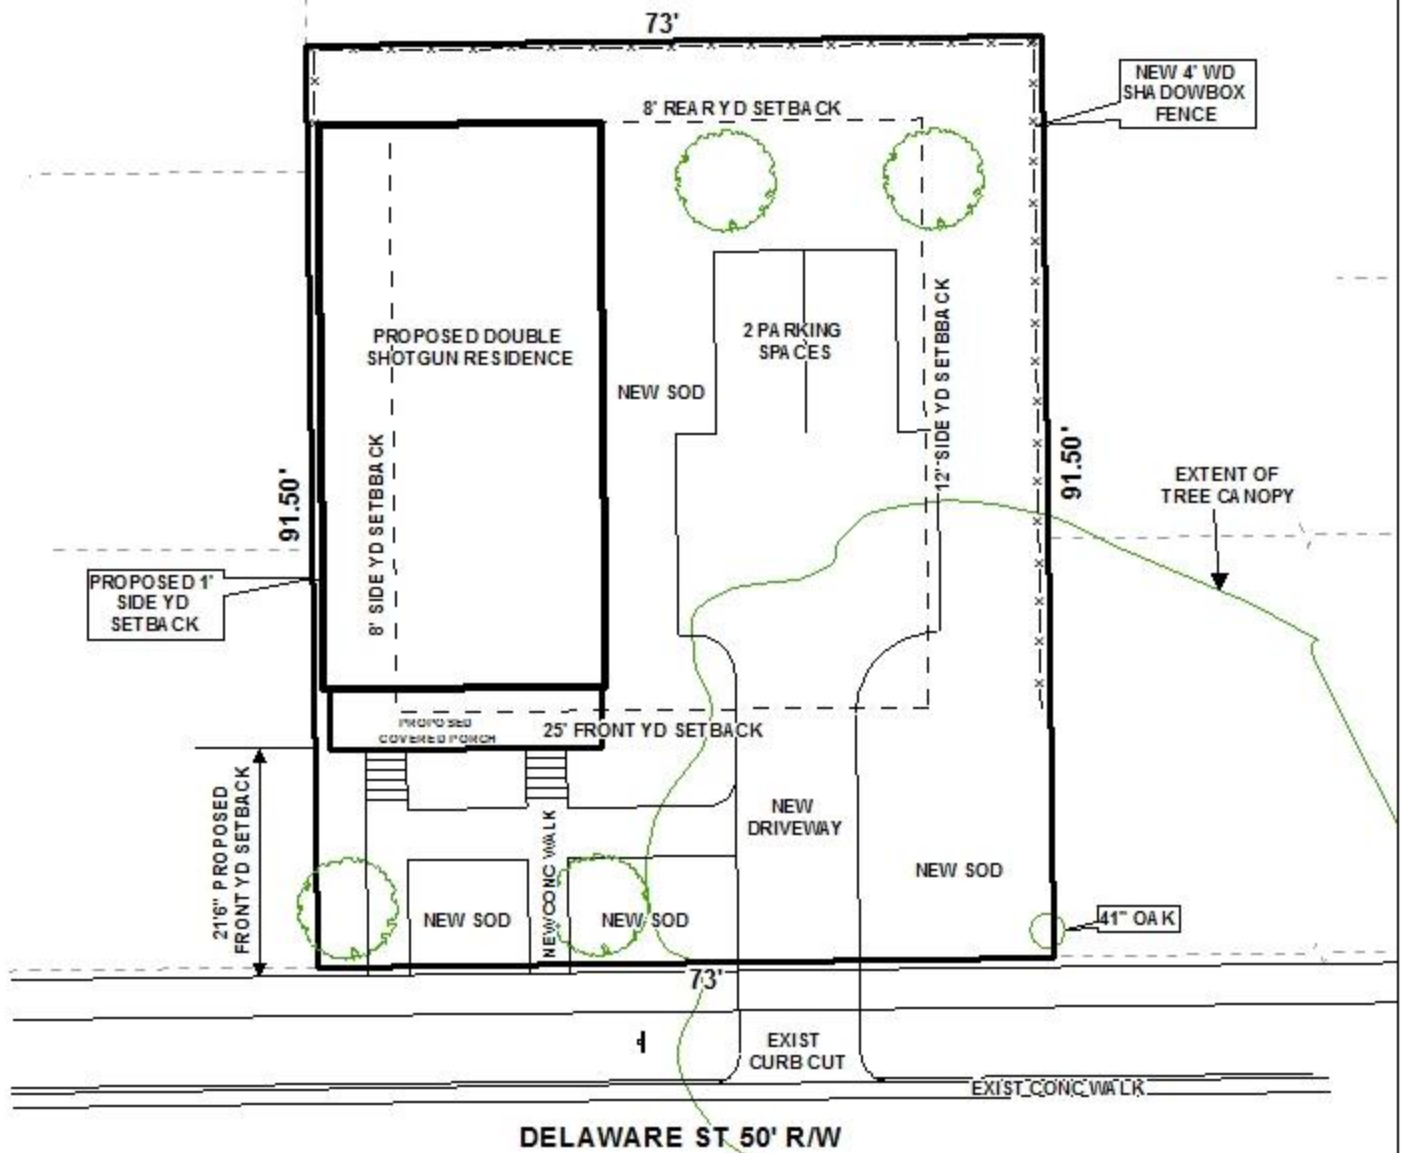 73'
8' REAR YD SETBACK
NEW 4' WD
SHADOWBOX
FENCE
PROPOSED DOUBLE
SHOTGUN RESIDENCE
2 PARKING
SPACES
NEW SOD
12' SIDE YD SETBBACK
8' SIDE YD SETBBACK
91.50'
91.50'
EXTENT OF
TREE CANOPY
PROPOSED 1'
SIDE YD
SETBACK
PROPOSED
COVERED PORCH
25' FRONT YD SETBACK
21'6" PROPOSED
FRONT YD SETBACK
NEW CONC WALK
NEW
DRIVEWAY
NEW SOD
NEW SOD
NEW SOD
41" OAK
73'
EXIST
CURB CUT
EXIST CONC WALK
DELAWARE ST 50' R/W